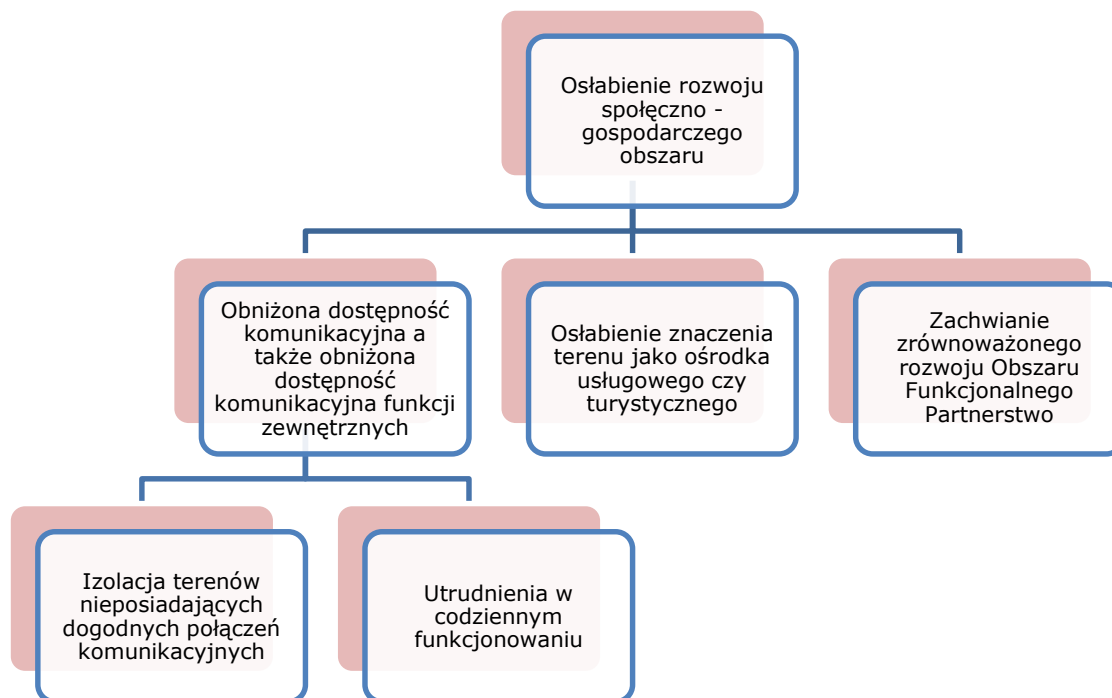 Osłabienie rozwoju
społęczno -
gospodarczego
obszaru
Obniżona dostępność
komunikacyjna a
także obniżona
dostępność
komunikacyjna funkcji
zewnętrznych
Osłabienie znaczenia
terenu jako ośrodka
usługowego czy
turystycznego
Zachwianie
zrównoważonego
rozwoju Obszaru
Funkcjonalnego
Partnerstwo
Izolacja terenów
nieposiadających
dogodnych połączeń
komunikacyjnych
Utrudnienia w
codziennym
funkcjonowaniu